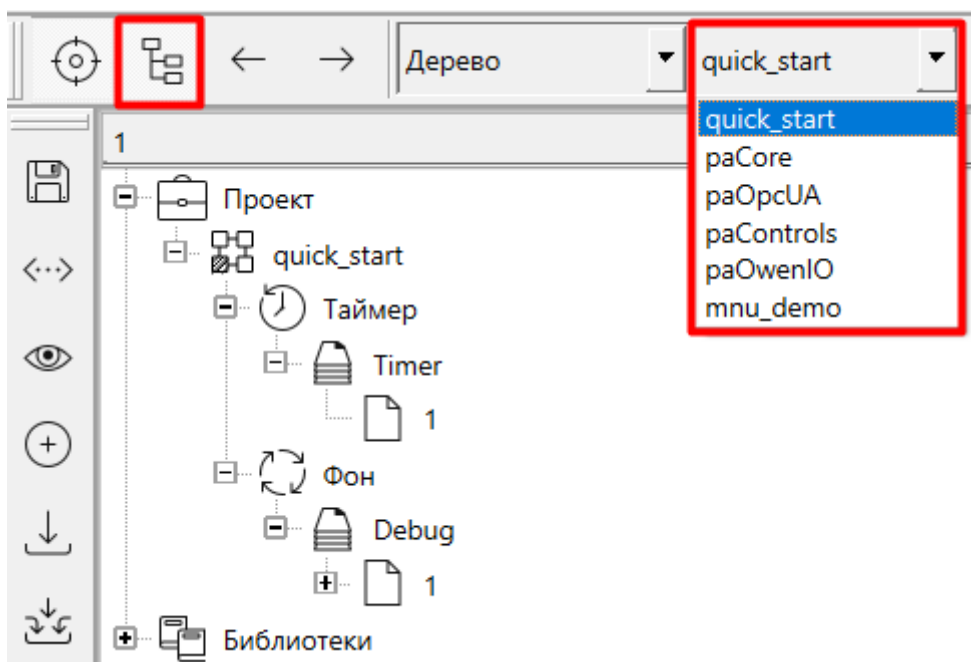 Дерево
quick_start
quick_start
paCore
paOpcUA
paControls
paOwenIO
mnu_demo
1
Проект
quick_start
Таймер
Timer
1
Фон
Debug
1
Библиотеки